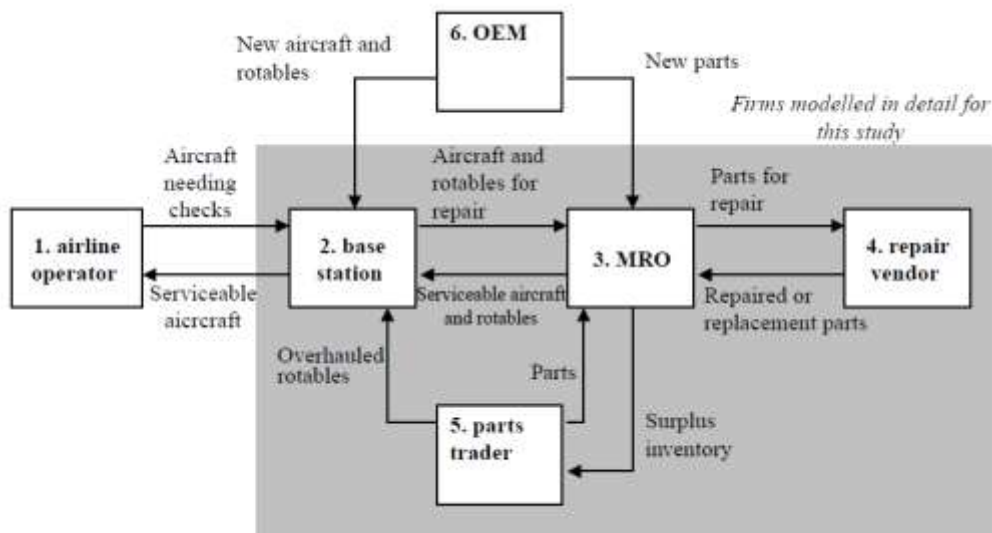 New aircraft and
rotables
6. OEM
New parts
Firms modelled in detail for
this study
Aircraft
needing
checks
Aircraft and
rotables for
repair
Parts for
repair
1. airline
operator
2. base
station
3. MRO
4. repair
vendor
Serviceable
aicrcraft
Serviceable aircraft
and rotables
Repaired or
replacement parts
Overhauled
rotables
Parts
5. parts
trader
Surplus
inventory